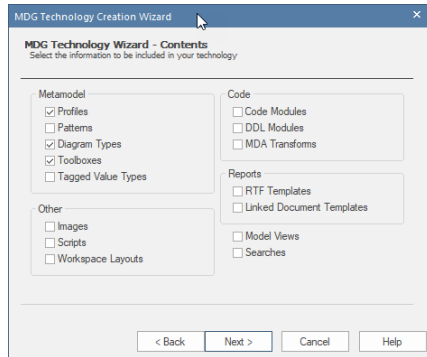 MDG Technology Creation Wizard
MDG Technology Wizard - Contents
Select the information to be included in your technology
Metamodel
Profiles
Patterns
Diagram Types
Toolboxes
Tagged Value Types
Other
Images
Scripts
Workspace Layouts
Code
Code Modules
DDL Modules
MDA Transforms
Reports
RTF Templates
Linked Document Templates
Model Views
Searches
< Back
Next >
Cancel
Help